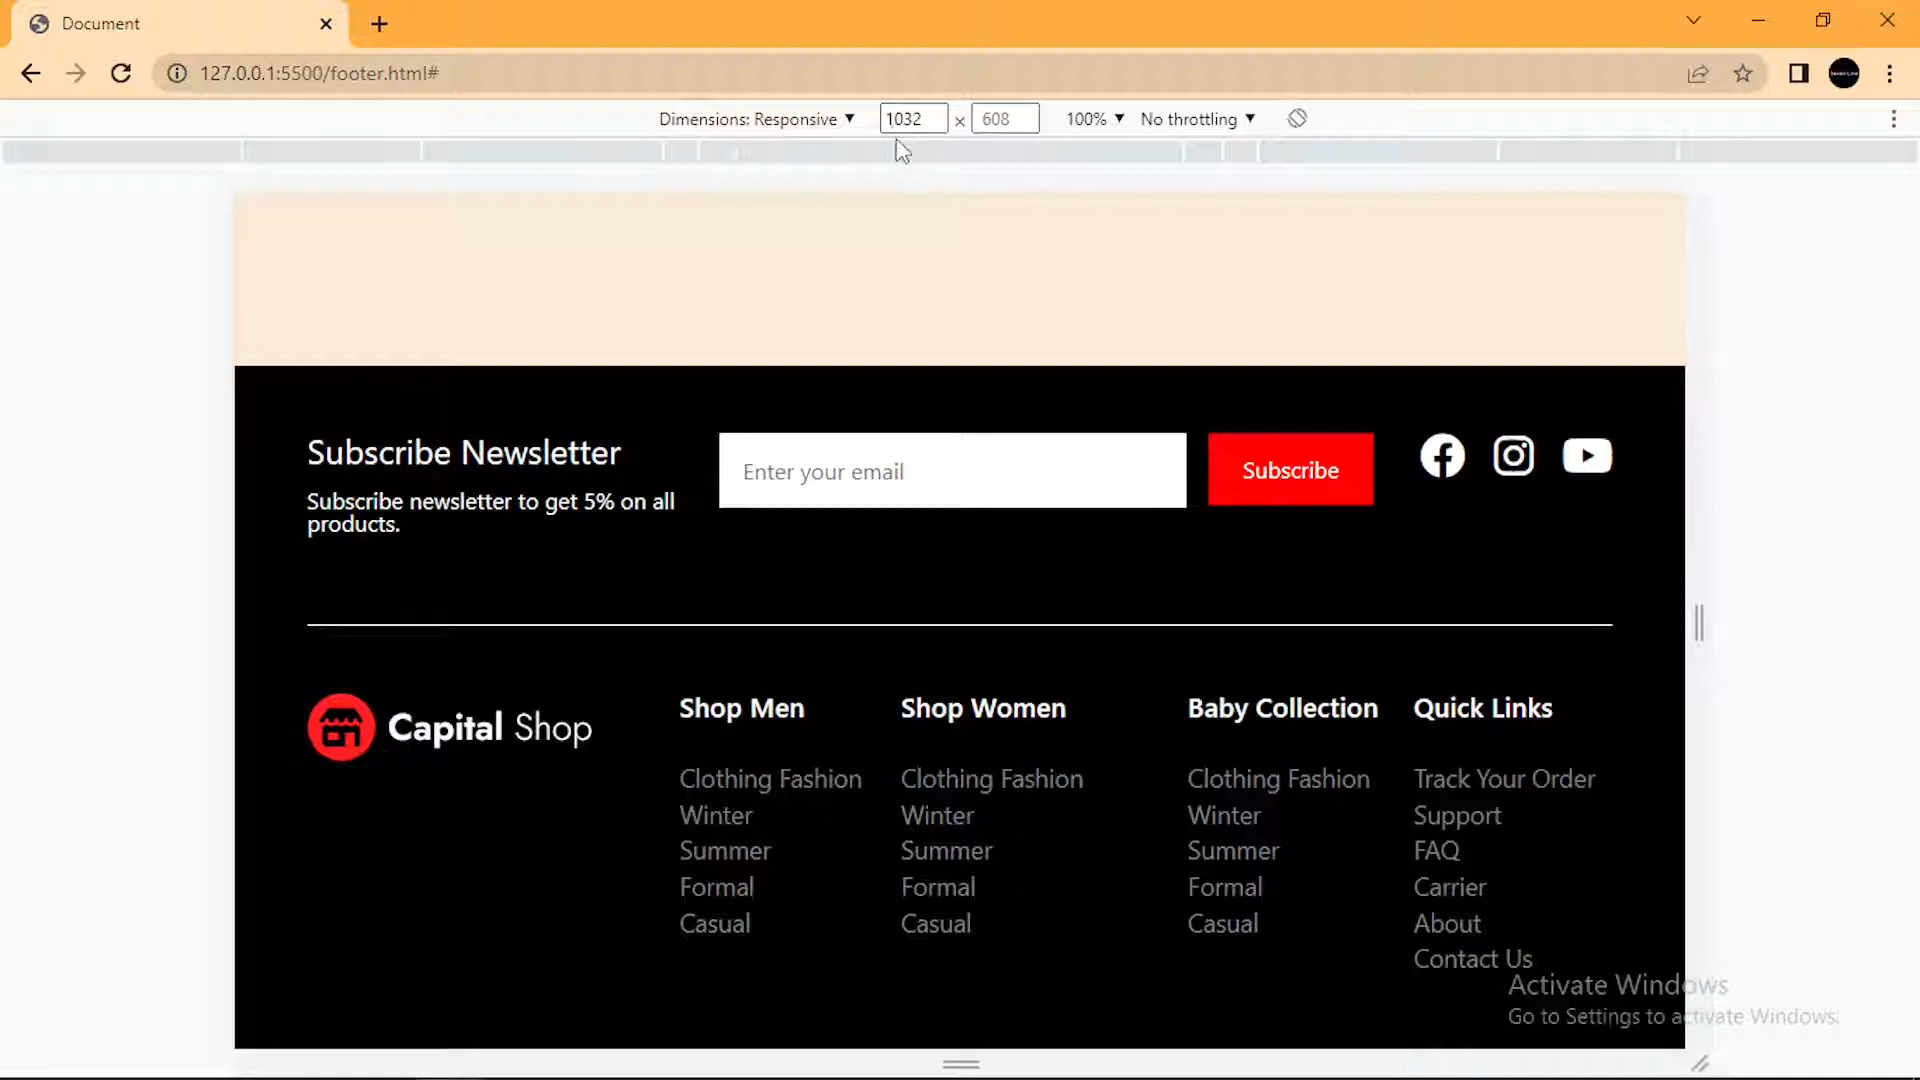 Document
127.0.0.1:5500/footer.html#
Dimensions: Responsive 1032 × 608 100% No throttling
Subscribe Newsletter
Subscribe newsletter to get 5% on all
products.
Enter your email
Subscribe
Capital Shop
Shop Men
Clothing Fashion
Winter
Summer
Formal
Casual
Shop Women
Clothing Fashion
Winter
Summer
Formal
Casual
Baby Collection
Clothing Fashion
Winter
Summer
Formal
Casual
Quick Links
Track Your Order
Support
FAQ
Carrier
About
Contact Us
Activate Windows
Go to Settings to activate Windows.